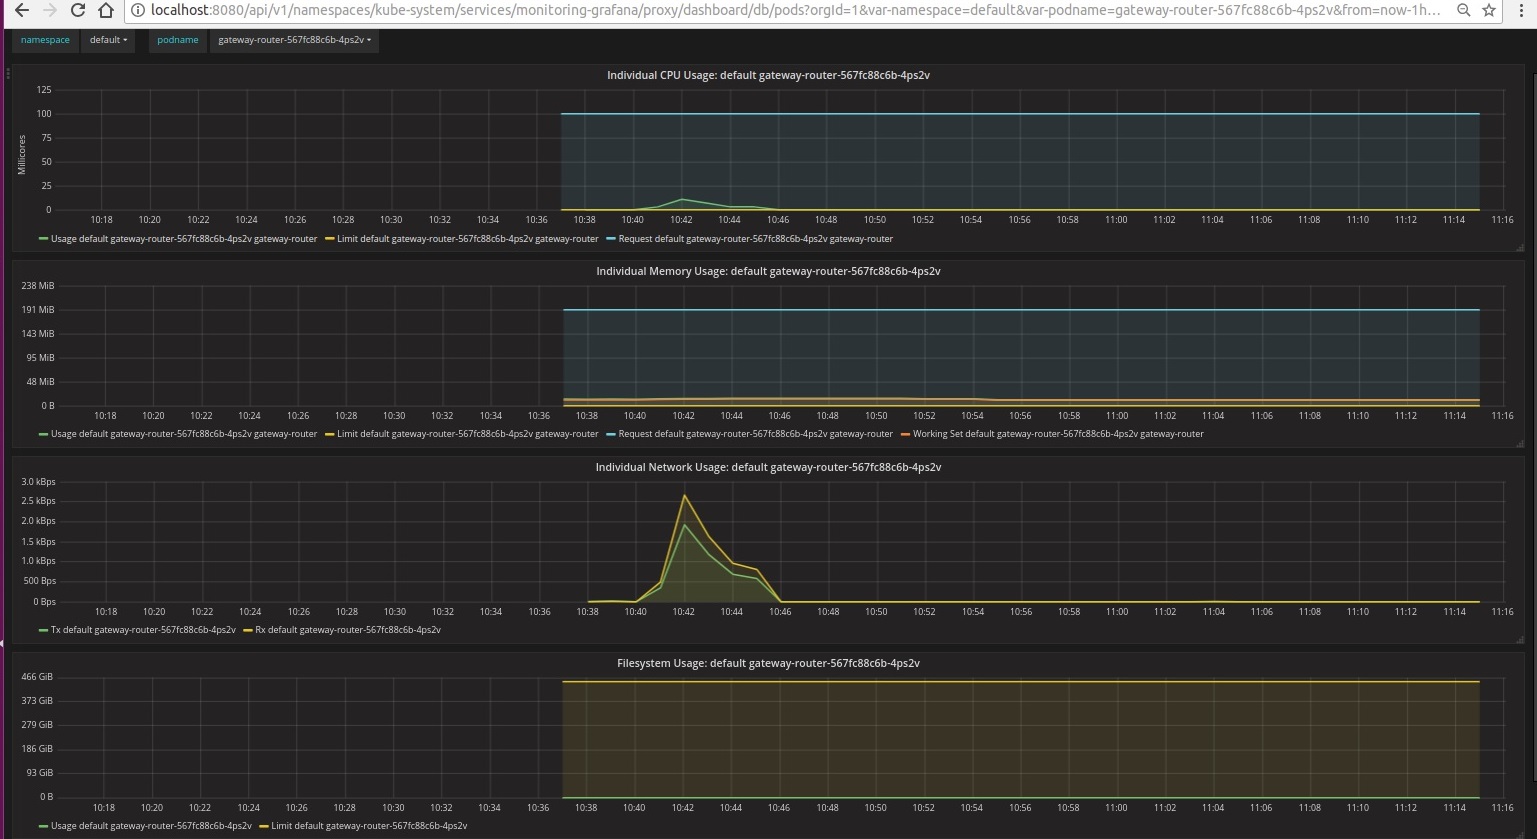 localhost:8080/api/v1/namespaces/kube-system/services/monitoring-grafana/proxy/dashboard/db/pods?orgId=1&var-namespace=default&var-podname=gateway-router-567fc88c6b-4ps2v&from=now-1h...
namespace default podname gateway-router-567fc88c6b-4ps2v
Individual CPU Usage: default gateway-router-567fc88c6b-4ps2v
125
100
75
50
25
0
Millicores
10:18 10:20 10:22 10:24 10:26 10:28 10:30 10:32 10:34 10:36 10:38 10:40 10:42 10:44 10:46 10:48 10:50 10:52 10:54 10:56 10:58 11:00 11:02 11:04 11:06 11:08 11:10 11:12 11:14 11:16
Usage default gateway-router-567fc88c6b-4ps2v gateway-router Limit default gateway-router-567fc88c6b-4ps2v gateway-router Request default gateway-router-567fc88c6b-4ps2v gateway-router
Individual Memory Usage: default gateway-router-567fc88c6b-4ps2v
238 MiB
191 MiB
143 MiB
95 MiB
48 MiB
0 B
10:18 10:20 10:22 10:24 10:26 10:28 10:30 10:32 10:34 10:36 10:38 10:40 10:42 10:44 10:46 10:48 10:50 10:52 10:54 10:56 10:58 11:00 11:02 11:04 11:06 11:08 11:10 11:12 11:14 11:16
Usage default gateway-router-567fc88c6b-4ps2v gateway-router Limit default gateway-router-567fc88c6b-4ps2v gateway-router Request default gateway-router-567fc88c6b-4ps2v gateway-router Working Set default gateway-router-567fc88c6b-4ps2v gateway-router
Individual Network Usage: default gateway-router-567fc88c6b-4ps2v
3.0 kBps
2.5 kBps
2.0 kBps
1.5 kBps
1.0 kBps
500 Bps
0 Bps
10:18 10:20 10:22 10:24 10:26 10:28 10:30 10:32 10:34 10:36 10:38 10:40 10:42 10:44 10:46 10:48 10:50 10:52 10:54 10:56 10:58 11:00 11:02 11:04 11:06 11:08 11:10 11:12 11:14 11:16
Tx default gateway-router-567fc88c6b-4ps2v Rx default gateway-router-567fc88c6b-4ps2v
Filesystem Usage: default gateway-router-567fc88c6b-4ps2v
466 GiB
373 GiB
279 GiB
186 GiB
93 GiB
0 B
10:18 10:20 10:22 10:24 10:26 10:28 10:30 10:32 10:34 10:36 10:38 10:40 10:42 10:44 10:46 10:48 10:50 10:52 10:54 10:56 10:58 11:00 11:02 11:04 11:06 11:08 11:10 11:12 11:14 11:16
Usage default gateway-router-567fc88c6b-4ps2v Limit default gateway-router-567fc88c6b-4ps2v